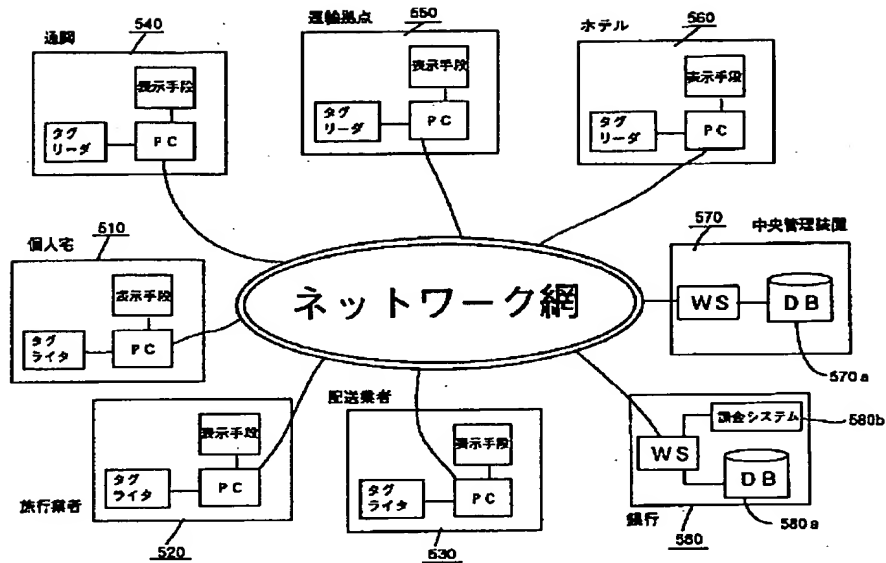 通関
540
表示手段
タグ
リーダ
PC
運輸拠点
550
表示手段
タグ
リーダ
PC
ホテル
560
表示手段
タグ
リーダ
PC
個人宅
510
表示手段
タグ
ライタ
PC
ネットワーク網
570
中央管理装置
WS
DB
570a
旅行業者
表示手段
タグ
ライタ
PC
520
配送業者
表示手段
タグ
ライタ
PC
530
課金システム
580b
WS
DB
580a
銀行
580